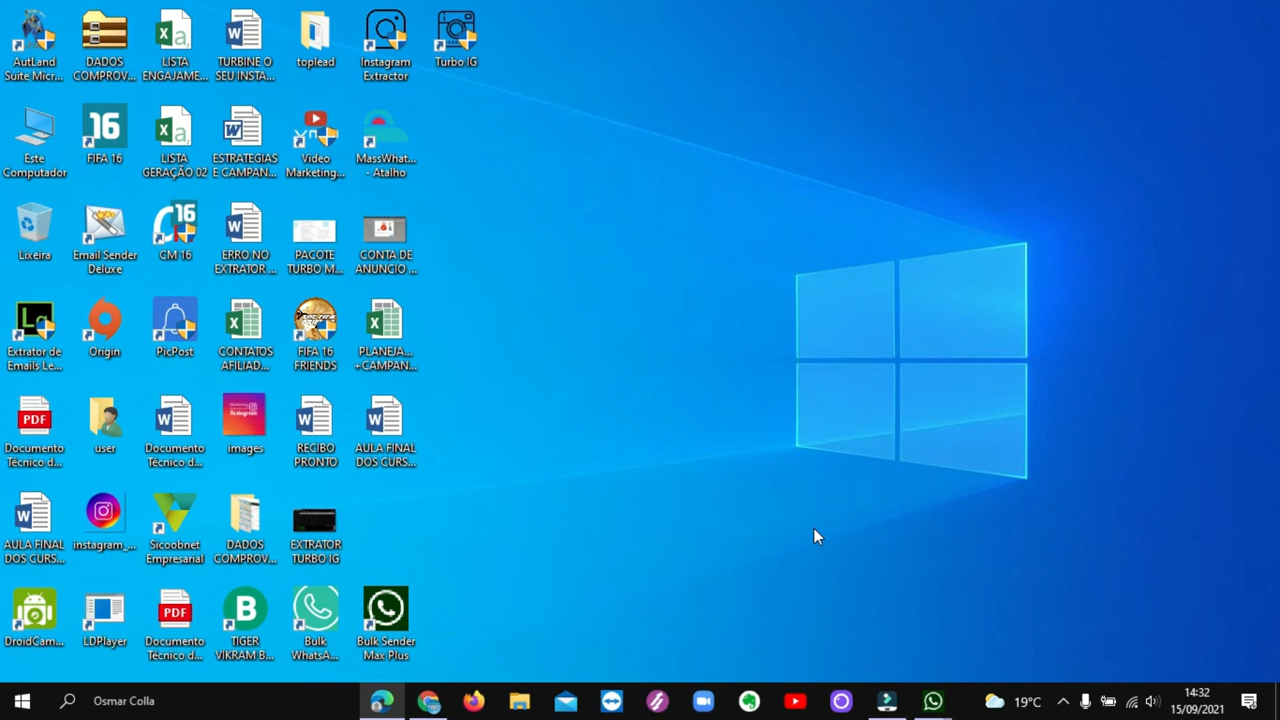 AutLand
Suite Micr...
DADOS
COMPROV...
LISTA
ENGAJAME...
TURBINE O
SEU INSTA...
toplead
Instagram
Extractor
Turbo IG
Este
Computador
16
FIFA 16
LISTA
GERAÇÃO 02
ESTRATEGIAS
E CAMPAN...
Video
Marketing...
MassWhat...
- Atalho
Lixeira
Email Sender
Deluxe
16
CM 16
ERRO NO
EXTRATOR ...
PACOTE
TURBO M...
CONTA DE
ANUNCIO ...
Extrator de
Emails Le...
Origin
PicPost
CONTATOS
AFILIAD...
FIFA 16
FRIENDS
PLANEJA...
+CAMPAN...
PDF
Documento
Técnico d...
user
Documento
Técnico d...
Instagram
images
RECIBO
PRONTO
AULA FINAL
DOS CURS...
AULA FINAL
DOS CURS...
instagram_...
Sicoobnet
Empresarial
DADOS
COMPROV...
EXTRATOR
TURBO IG
DroidCam...
LDPlayer
PDF
Documento
Técnico d...
B
TIGER
VIKRAM B...
Bulk
WhatsA...
Bulk Sender
Max Plus
Osmar Colla
19°C
14:32
15/09/2021